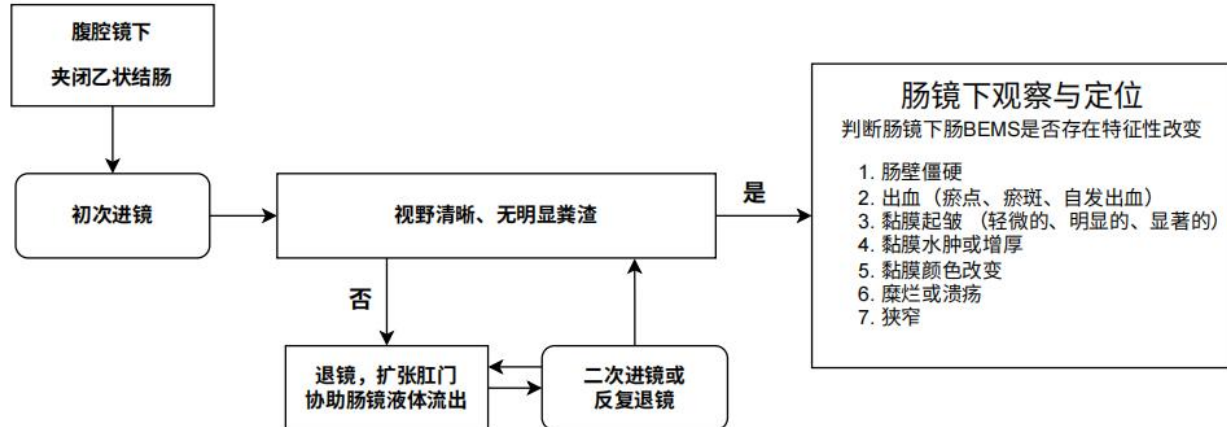 腹腔镜下
夹闭乙状结肠
初次进镜
视野清晰、无明显粪渣
是
否
退镜，扩张肛门
协助肠镜液体流出
二次进镜或
反复退镜
肠镜下观察与定位
判断肠镜下肠BEMS是否存在特征性改变
1. 肠壁僵硬
2. 出血（瘀点、瘀斑、自发出血）
3. 黏膜起皱 （轻微的、明显的、显著的）
4. 黏膜水肿或增厚
5. 黏膜颜色改变
6. 糜烂或溃疡
7. 狭窄